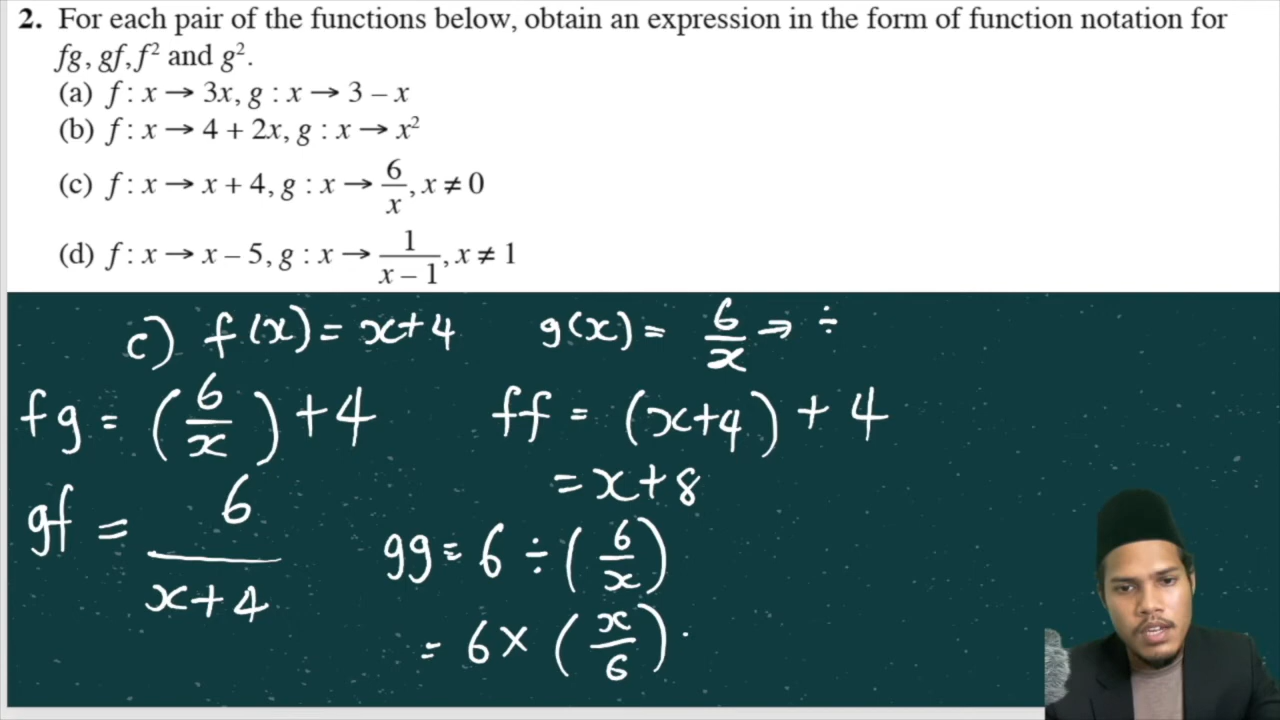 2. For each pair of the functions below, obtain an expression in the form of function notation for
fg, gf, f² and g².
(a) f : x → 3x, g : x → 3 – x
(b) f : x → 4 + 2x, g : x → x²
(c) f : x → x + 4, g : x → 6/x, x ≠ 0
(d) f : x → x – 5, g : x → 1/(x – 1), x ≠ 1
c) f(x) = x+4 g(x) = 6/x → ÷
fg = (6/x) + 4 ff = (x+4) + 4
= x+8
gf = 6/(x+4) gg = 6 ÷ (6/x)
= 6 × (x/6)